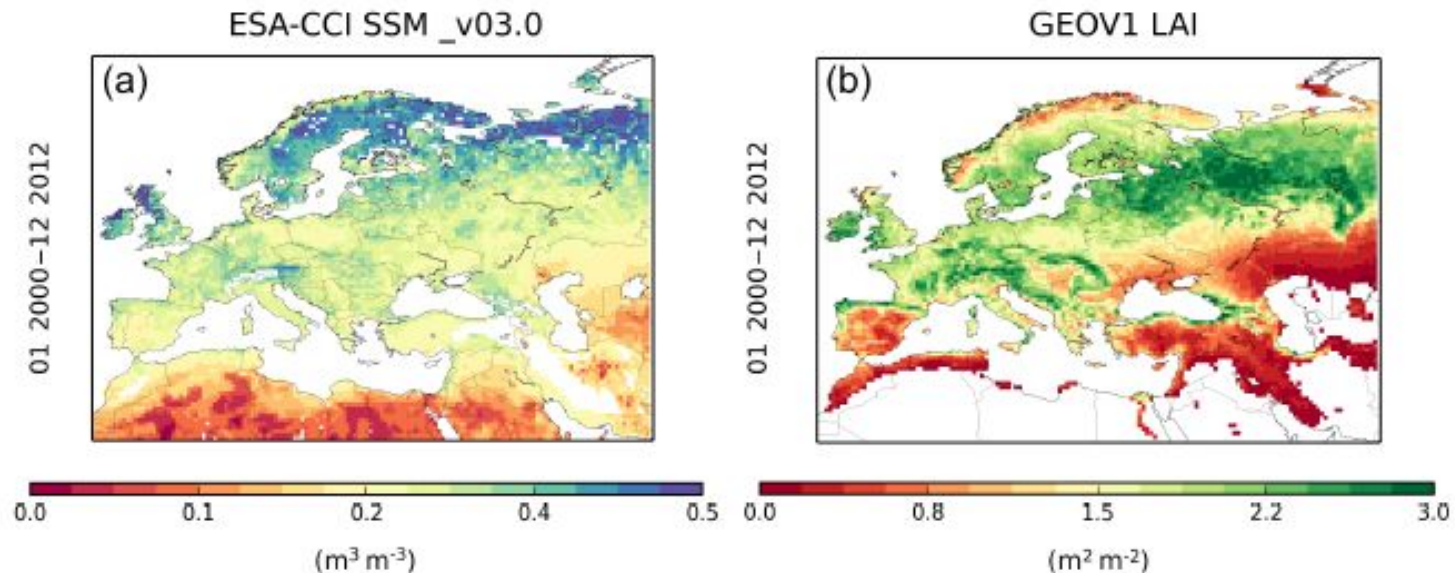 ESA-CCI SSM _v03.0
(a)
01 2000−12 2012
0.0 0.1 0.2 0.4 0.5
(m³ m⁻³)
GEOV1 LAI
(b)
01 2000−12 2012
0.0 0.8 1.5 2.2 3.0
(m² m⁻²)